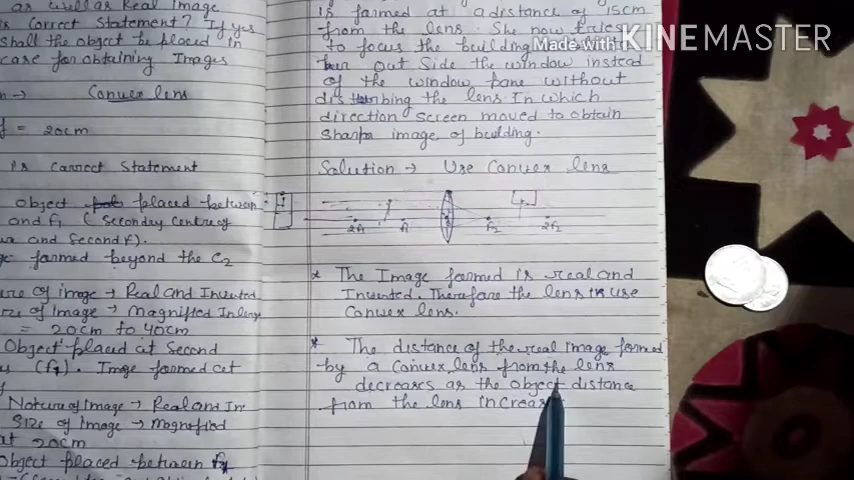 as well as Real Image
is Correct Statement? If yes
shall the object be placed in
case for obtaining Images
Convex lens
f = 20cm
is Correct Statement
Object placed between
and f1 (Secondry Centre of
and Second f).
formed beyond the C2
of image → Real and Inverted
of Image → Magnified
= 20cm to 40cm
Object placed at Second
(f1). Image formed at
Nature of Image → Real and In
Size of Image → Magnified
at 20cm
Object placed between f1
is formed at a distance of 15cm
from the lens. She now tries
to focus the building
out Side the window instead
of the window pane without
disturbing the lens. In which
direction screen moved to obtain
Sharp image of building.
Solution → Use Convex lens
2f1 f1 f2 2f2
* The Image formed is real and
Inverted. Therefore the lens in use
Convex lens.
* The distance of the real image formed
by a Convex lens from the lens
decreases as the object distance
from the lens increas
Made with KINEMASTER